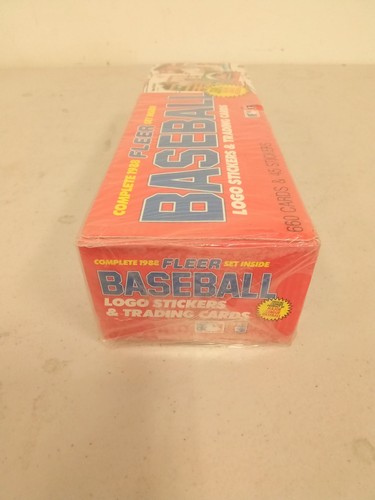 COMPLETE 1988 FLEER SET INSIDE
BASEBALL
LOGO STICKERS & TRADING CARDS
660 CARDS & 45 STICKERS
COMPLETE 1988 FLEER SET INSIDE
BASEBALL
LOGO STICKERS
& TRADING CARDS